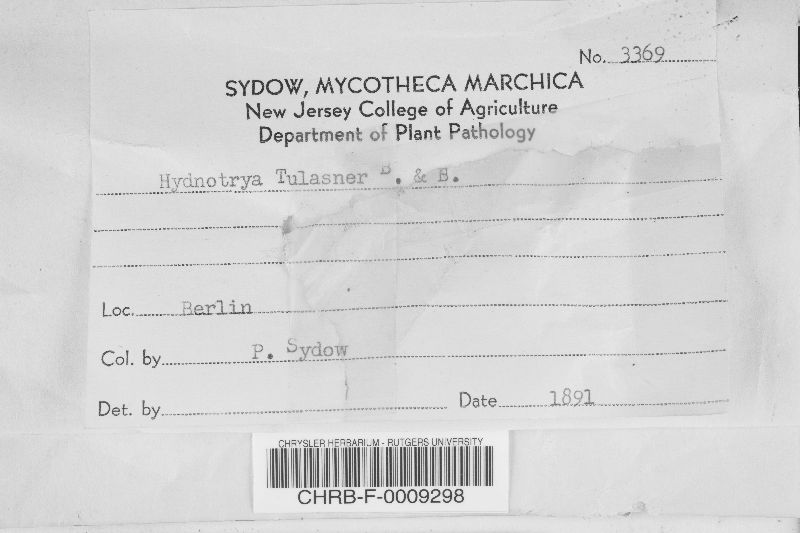 No. 3369
SYDOW, MYCOTHECA MARCHICA
New Jersey College of Agriculture
Department of Plant Pathology
Hydnotrya Tulasner B. & B.
Loc. Berlin
Col. by P. Sydow
Det. by
Date 1891
CHRYSLER HERBARIUM - RUTGERS UNIVERSITY
CHRB-F-0009298